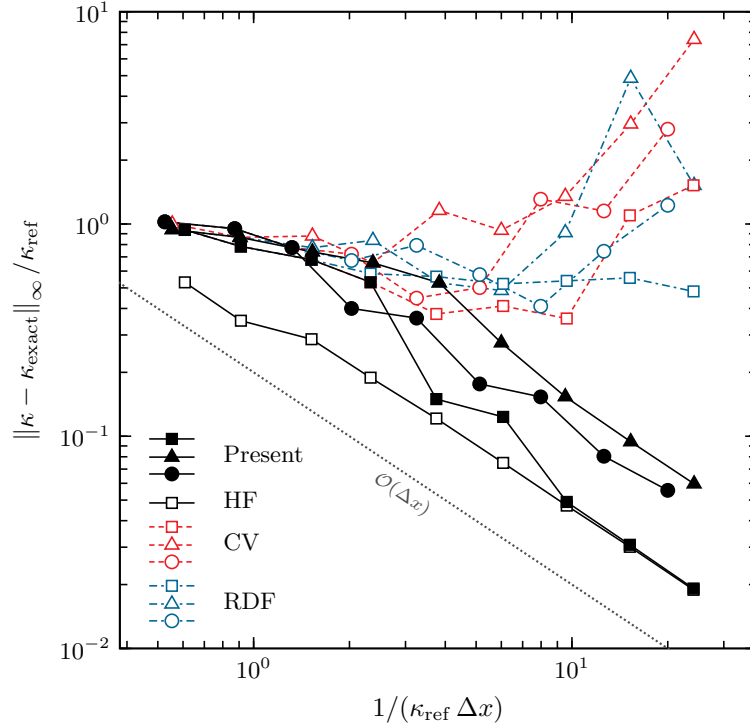 10^1
10^0
10^{-1}
10^{-2}
‖κ − κ_exact‖_∞/κ_ref
Present
HF
CV
RDF
𝒪(Δx)
10^0
10^1
1/(κ_ref Δx)